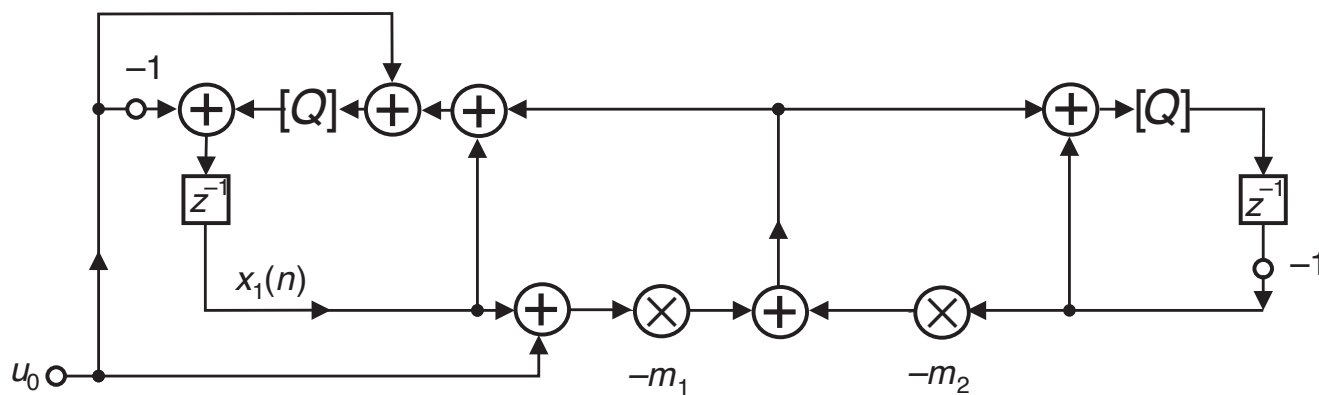 –1
[Q]
[Q]
z⁻¹
z⁻¹
x₁(n)
–1
u₀
–m₁
–m₂